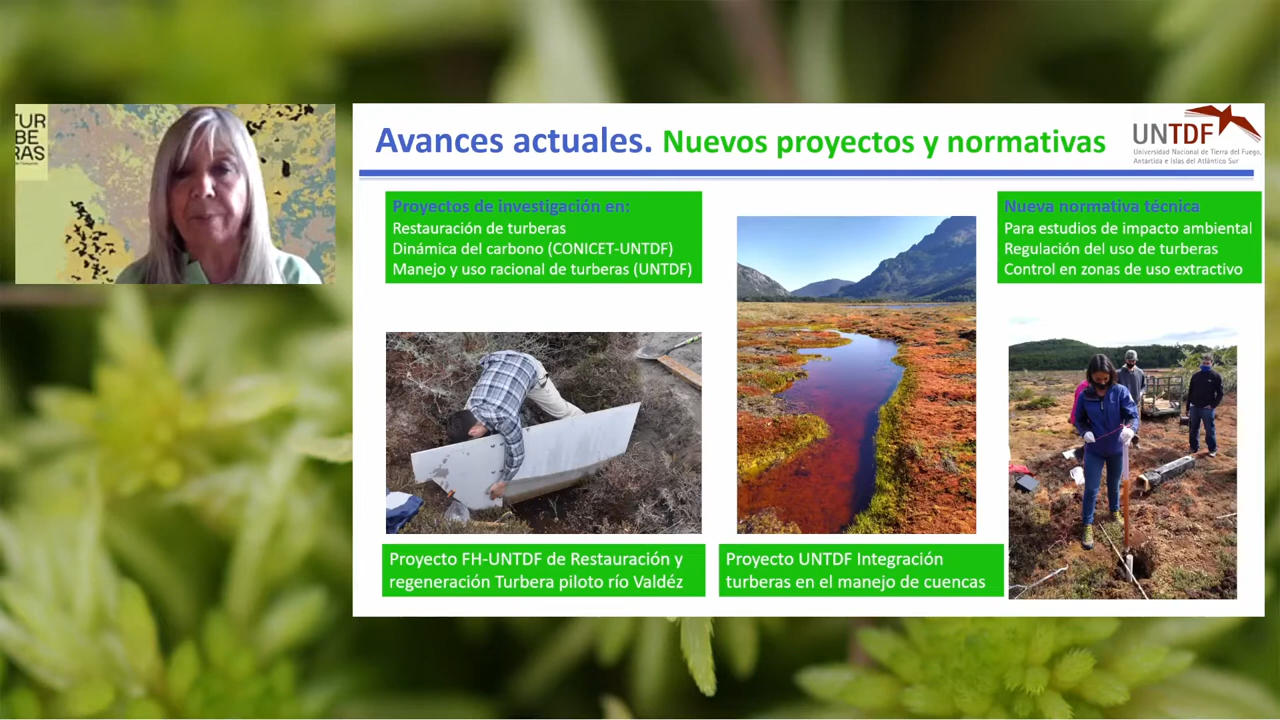 TUR
BE
RAS
Avances actuales. Nuevos proyectos y normativas
UNTDF
Universidad Nacional de Tierra del Fuego,
Antártida e Islas del Atlántico Sur
Proyectos de investigación en:
Restauración de turberas
Dinámica del carbono (CONICET-UNTDF)
Manejo y uso racional de turberas (UNTDF)
Nueva normativa técnica
Para estudios de impacto ambiental
Regulación del uso de turberas
Control en zonas de uso extractivo
Proyecto FH-UNTDF de Restauración y
regeneración Turbera piloto río Valdéz
Proyecto UNTDF Integración
turberas en el manejo de cuencas